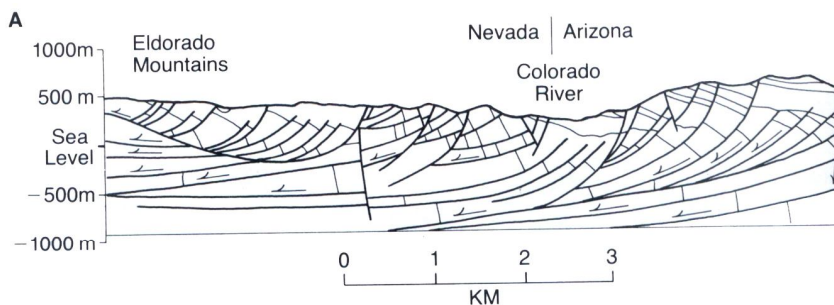 A
Eldorado
Mountains
Nevada | Arizona
Colorado
River
1000m
500 m
Sea
Level
−500m
−1000 m
0 1 2 3
KM